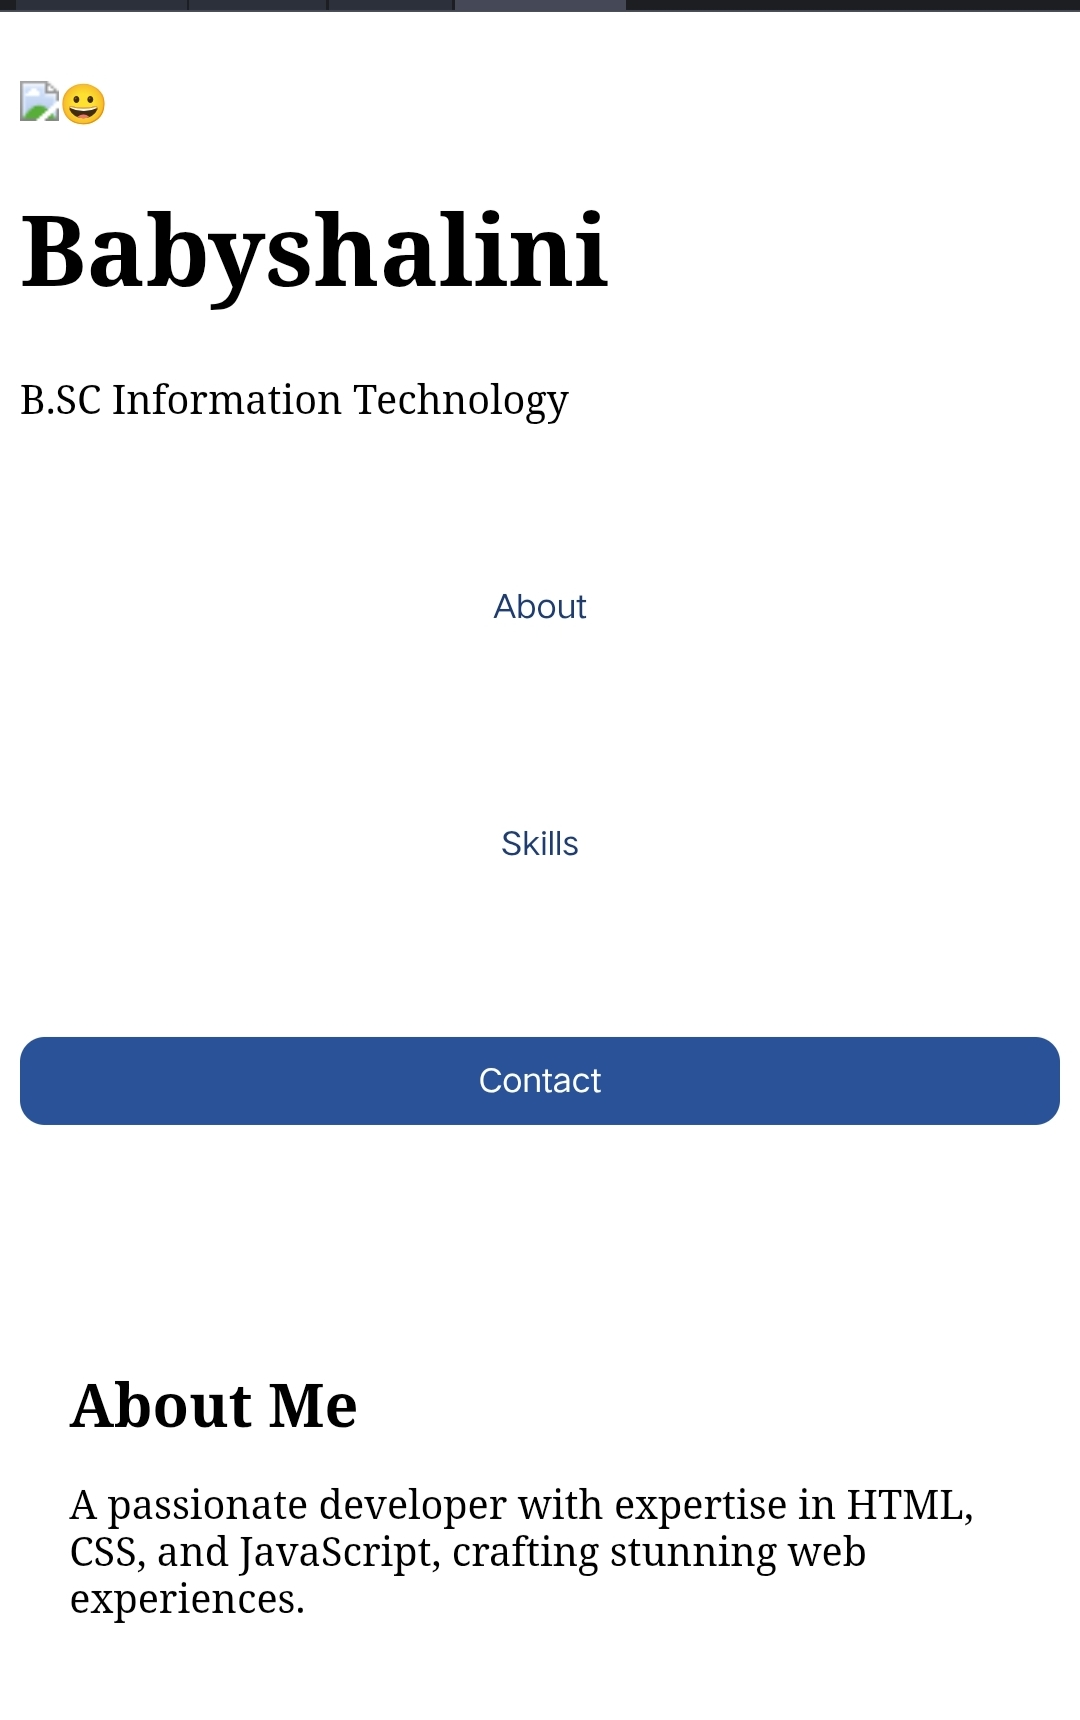 😀
Babyshalini
B.SC Information Technology
About
Skills
Contact
About Me
A passionate developer with expertise in HTML,
CSS, and JavaScript, crafting stunning web
experiences.